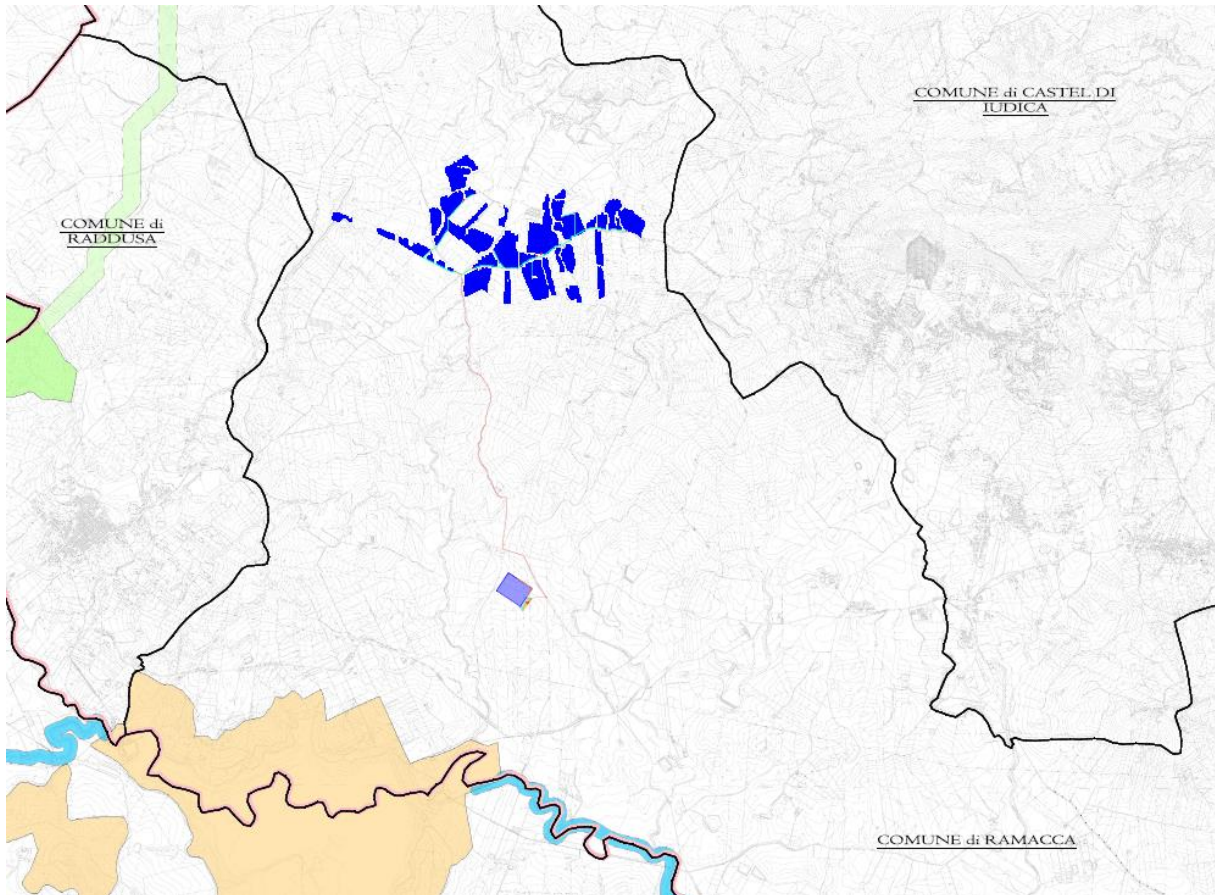 COMUNE di CASTEL DI
IUDICA
COMUNE di
RADDUSA
COMUNE di RAMACCA